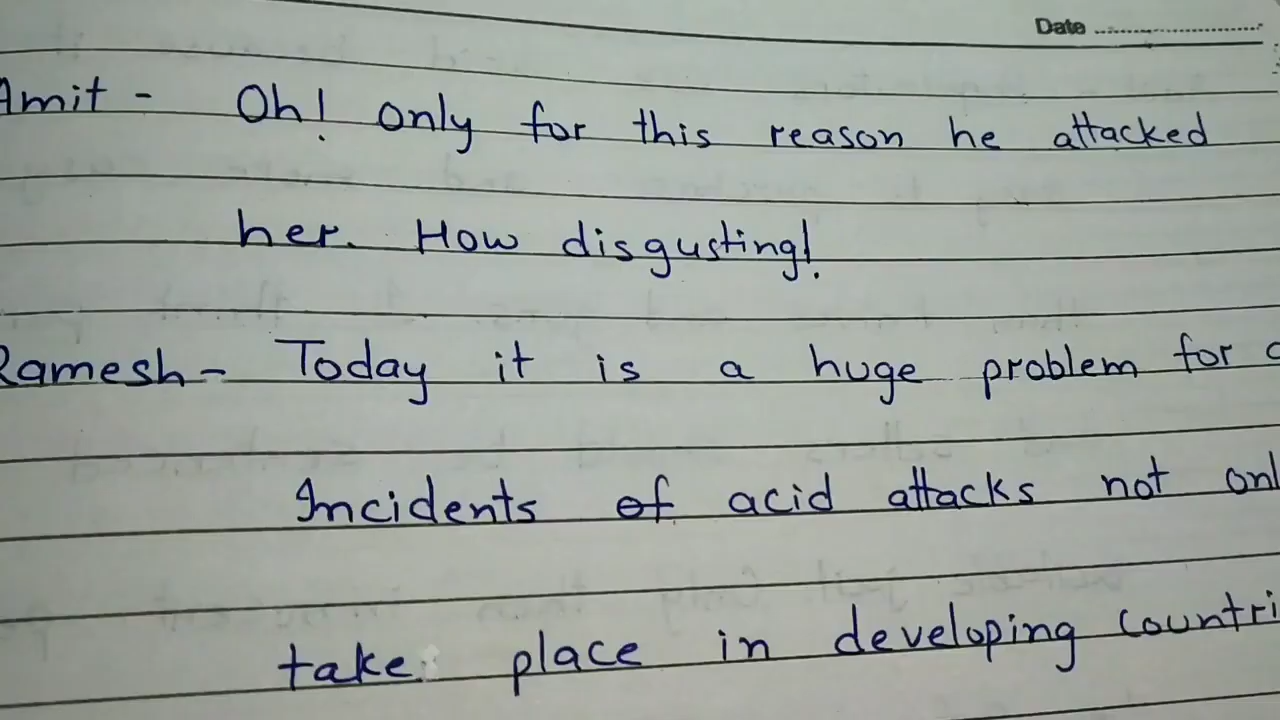 Date
Amit - Oh! only for this reason he attacked
her. How disgusting!
Ramesh - Today it is a huge problem for
Incidents of acid attacks not
take place in developing